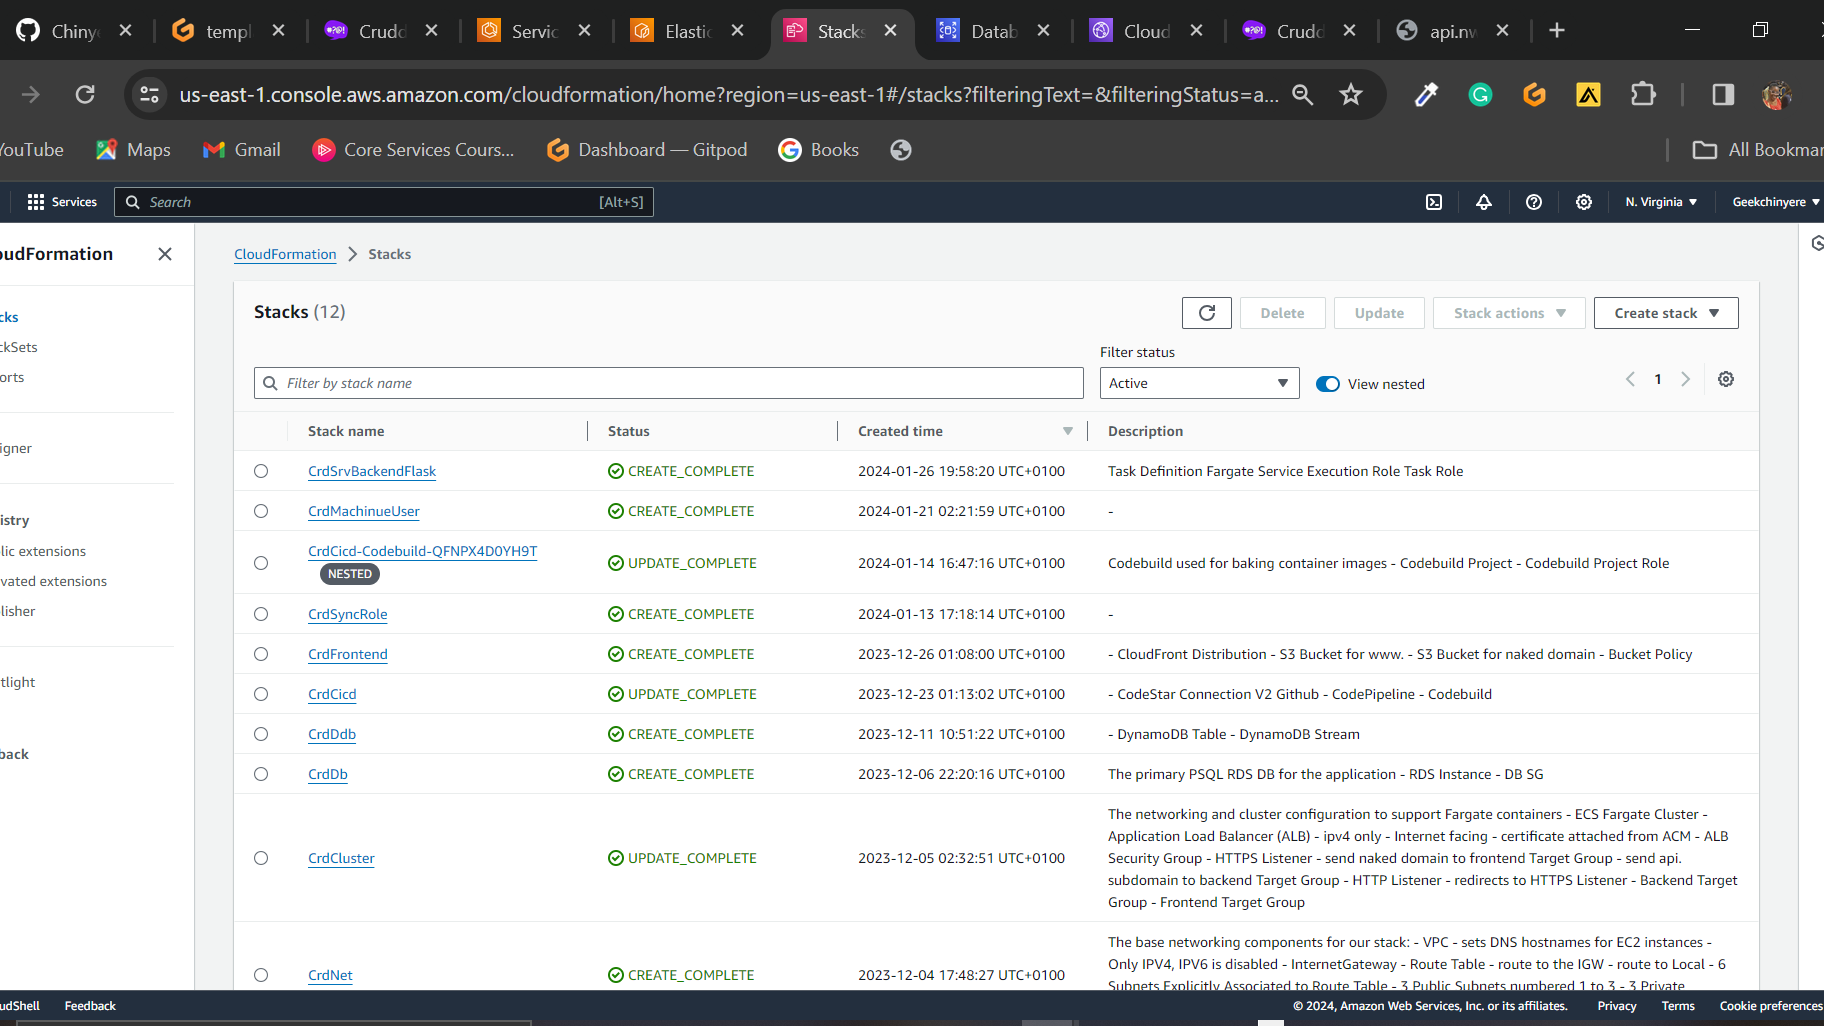 Chinye
templ
Crudd
Servic
Elastic
Stacks
Datab
Cloud
Crudd
api.nw
us-east-1.console.aws.amazon.com/cloudformation/home?region=us-east-1#/stacks?filteringText=&filteringStatus=a...
YouTube
Maps
Gmail
Core Services Cours...
Dashboard — Gitpod
Books
All Bookmar
Services
Search
[Alt+S]
N. Virginia
Geekchinyere
oudFormation
CloudFormation
Stacks
cks
ckSets
orts
igner
istry
lic extensions
vated extensions
lisher
tlight
back
Stacks (12)
Delete
Update
Stack actions
Create stack
Filter by stack name
Filter status
Active
View nested
1
Stack name Status Created time Description
CrdSrvBackendFlask CREATE_COMPLETE 2024-01-26 19:58:20 UTC+0100 Task Definition Fargate Service Execution Role Task Role
CrdMachinueUser CREATE_COMPLETE 2024-01-21 02:21:59 UTC+0100 -
CrdCicd-Codebuild-QFNPX4D0YH9T
NESTED
UPDATE_COMPLETE 2024-01-14 16:47:16 UTC+0100 Codebuild used for baking container images - Codebuild Project - Codebuild Project Role
CrdSyncRole CREATE_COMPLETE 2024-01-13 17:18:14 UTC+0100 -
CrdFrontend CREATE_COMPLETE 2023-12-26 01:08:00 UTC+0100 - CloudFront Distribution - S3 Bucket for www. - S3 Bucket for naked domain - Bucket Policy
CrdCicd UPDATE_COMPLETE 2023-12-23 01:13:02 UTC+0100 - CodeStar Connection V2 Github - CodePipeline - Codebuild
CrdDdb CREATE_COMPLETE 2023-12-11 10:51:22 UTC+0100 - DynamoDB Table - DynamoDB Stream
CrdDb CREATE_COMPLETE 2023-12-06 22:20:16 UTC+0100 The primary PSQL RDS DB for the application - RDS Instance - DB SG
CrdCluster UPDATE_COMPLETE 2023-12-05 02:32:51 UTC+0100
The networking and cluster configuration to support Fargate containers - ECS Fargate Cluster -
Application Load Balancer (ALB) - ipv4 only - Internet facing - certificate attached from ACM - ALB
Security Group - HTTPS Listener - send naked domain to frontend Target Group - send api.
subdomain to backend Target Group - HTTP Listener - redirects to HTTPS Listener - Backend Target
Group - Frontend Target Group
CrdNet CREATE_COMPLETE 2023-12-04 17:48:27 UTC+0100
The base networking components for our stack: - VPC - sets DNS hostnames for EC2 instances -
Only IPV4, IPV6 is disabled - InternetGateway - Route Table - route to the IGW - route to Local - 6
Subnets Explicitly Associated to Route Table - 3 Public Subnets numbered 1 to 3 - 3 Private
udShell
Feedback
© 2024, Amazon Web Services, Inc. or its affiliates.
Privacy
Terms
Cookie preferences